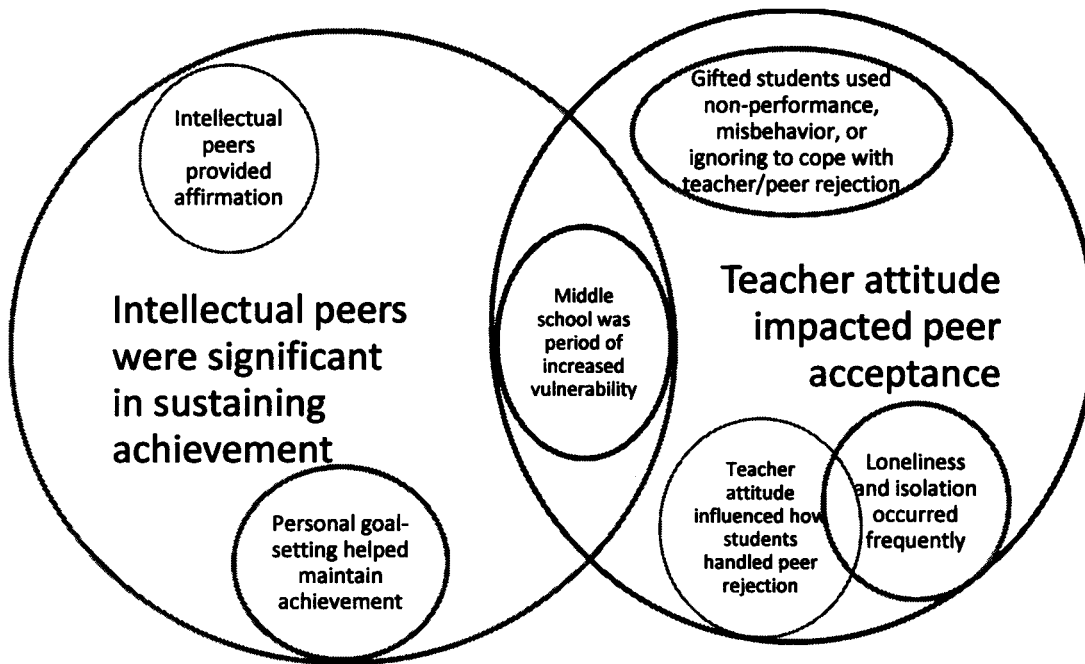 Intellectual
peers
provided
affirmation
Intellectual peers
were significant
in sustaining
achievement
Personal goal-
setting helped
maintain
achievement
Middle
school was
period of
increased
vulnerability
Gifted students used
non-performance,
misbehavior, or
ignoring to cope with
teacher/peer rejection
Teacher attitude
impacted peer
acceptance
Teacher
attitude
influenced how
students
handled peer
rejection
Loneliness
and isolation
occurred
frequently